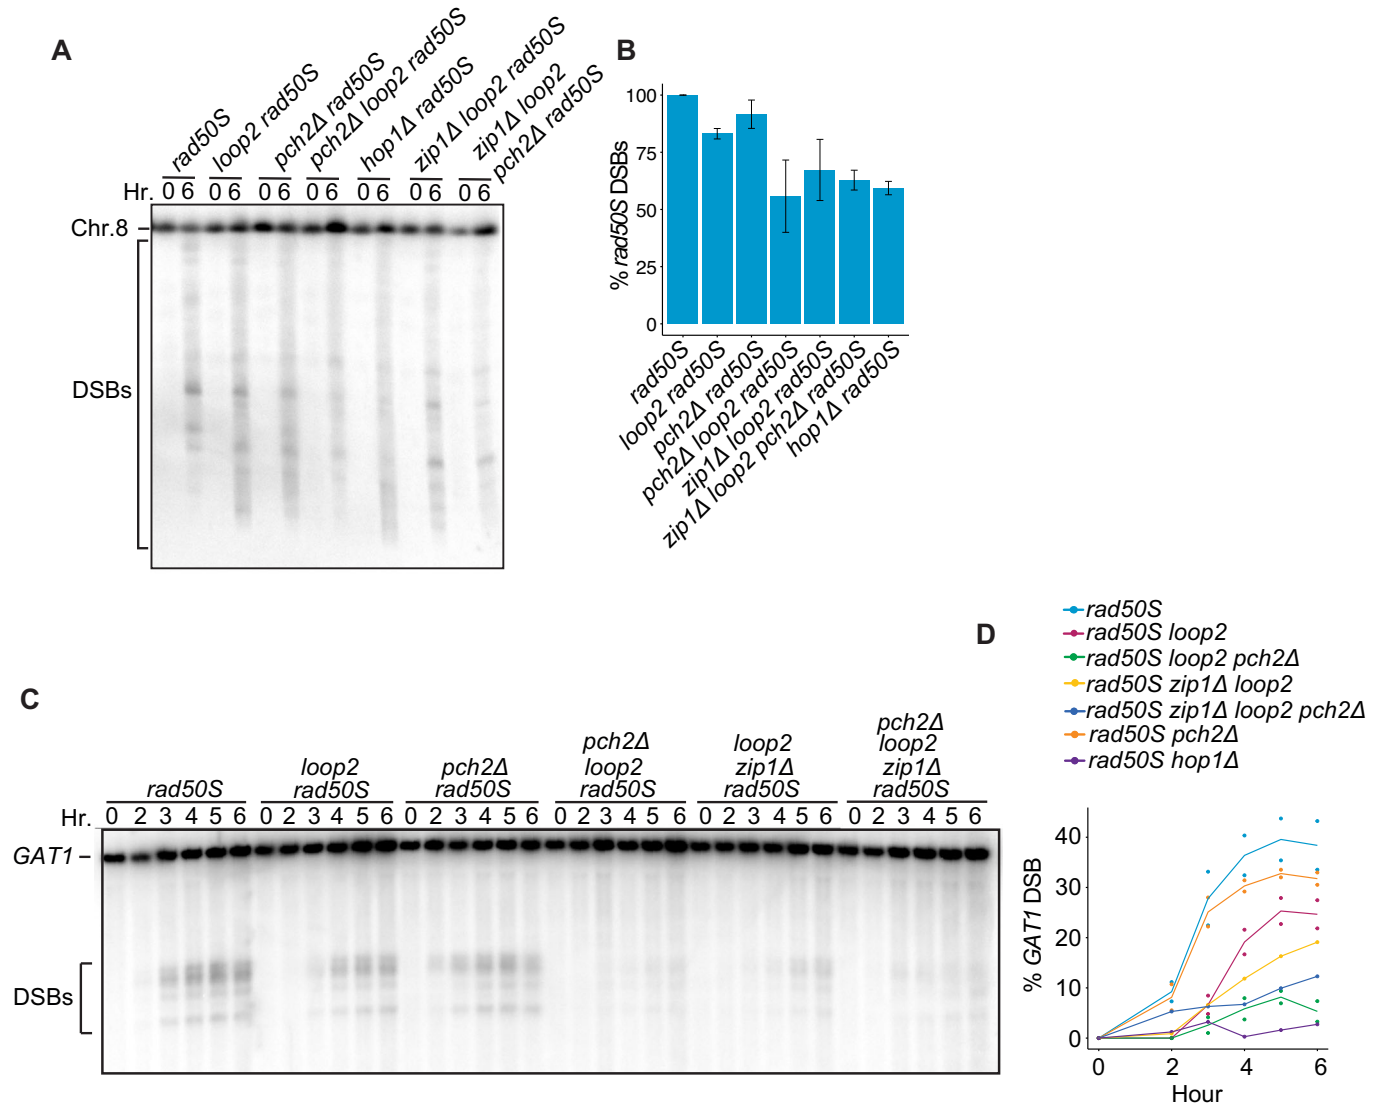 A
rad50S
loop2 rad50S
pch2Δ rad50S
pch2Δ loop2 rad50S
hop1Δ rad50S
zip1Δ loop2 rad50S
zip1Δ loop2
pch2Δ rad50S
Hr. 0 6 0 6 0 6 0 6 0 6 0 6 0 6
Chr.8
DSBs
B
% rad50S DSBs
100
75
50
25
0
rad50S
loop2 rad50S
pch2Δ rad50S
pch2Δ loop2 rad50S
zip1Δ loop2 rad50S
zip1Δ loop2 pch2Δ rad50S
hop1Δ rad50S
C
rad50S
loop2
rad50S
pch2Δ
rad50S
pch2Δ
loop2
rad50S
loop2
zip1Δ
rad50S
pch2Δ
loop2
zip1Δ
rad50S
Hr. 0 2 3 4 5 6 0 2 3 4 5 6 0 2 3 4 5 6 0 2 3 4 5 6 0 2 3 4 5 6 0 2 3 4 5 6
GAT1
DSBs
D
rad50S
rad50S loop2
rad50S loop2 pch2Δ
rad50S zip1Δ loop2
rad50S zip1Δ loop2 pch2Δ
rad50S pch2Δ
rad50S hop1Δ
% GAT1 DSB
40
30
20
10
0
0 2 4 6
Hour